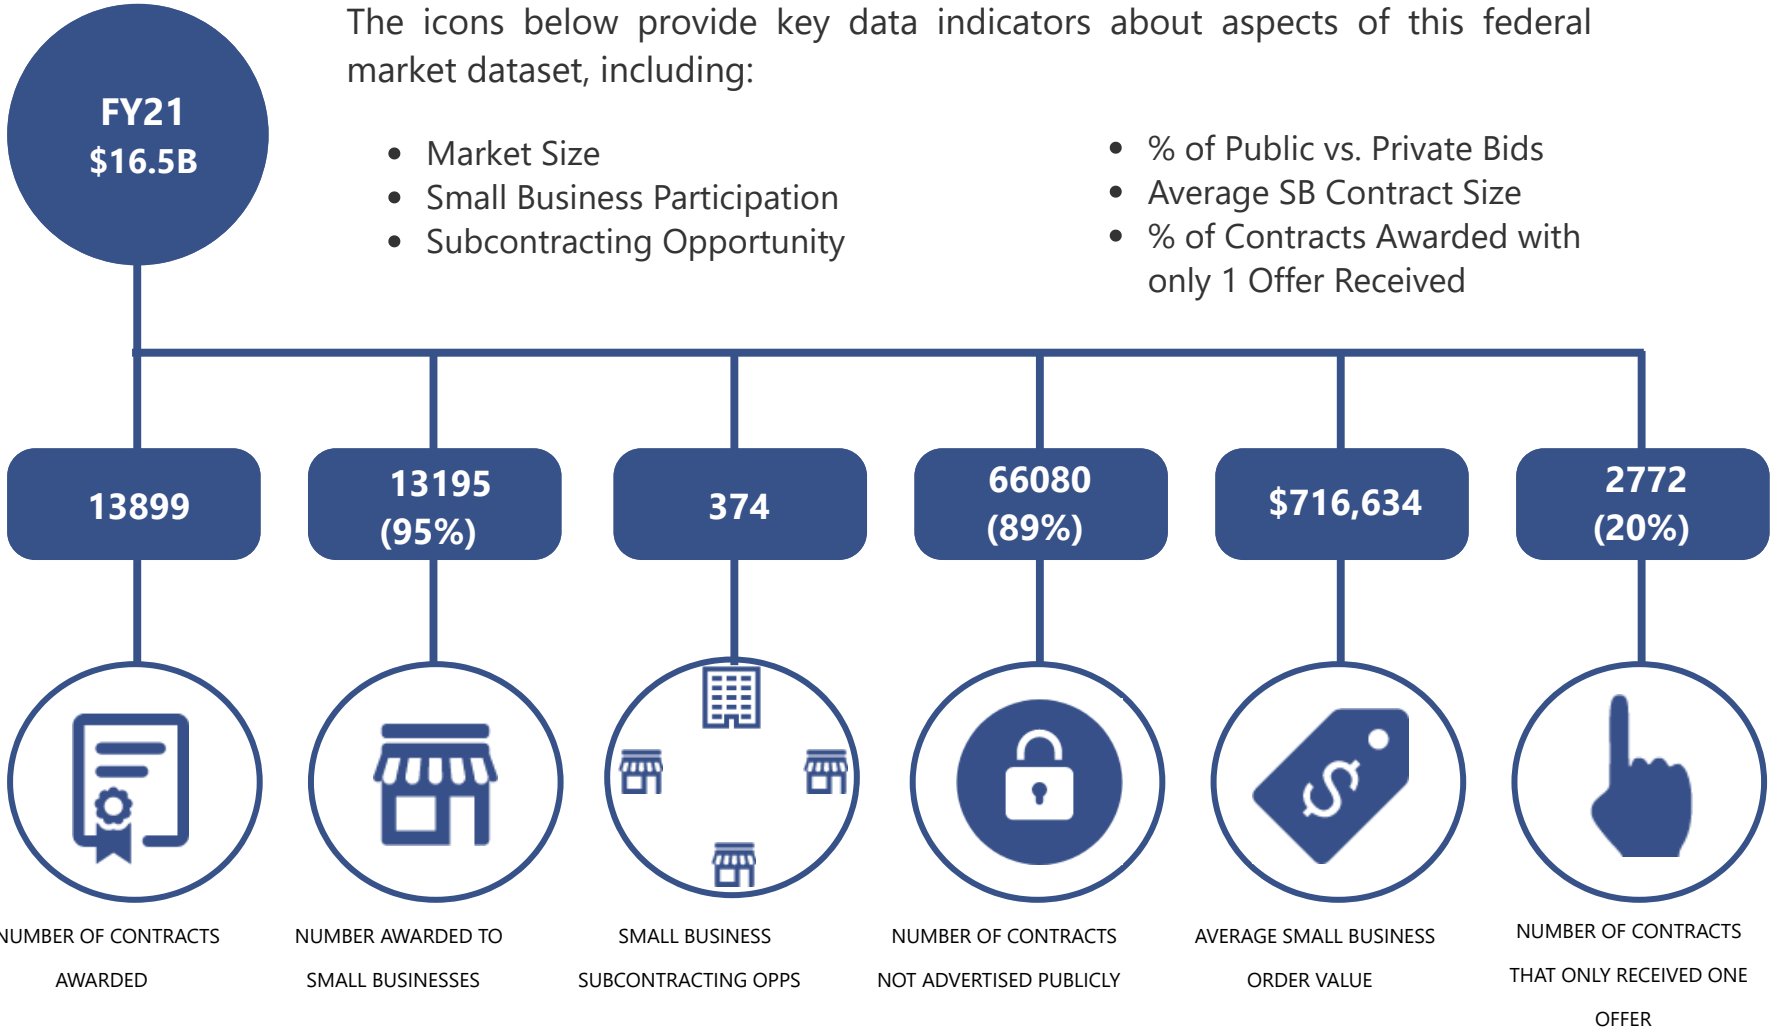 FY21
$16.5B
The icons below provide key data indicators about aspects of this federal
market dataset, including:
• Market Size
• Small Business Participation
• Subcontracting Opportunity
• % of Public vs. Private Bids
• Average SB Contract Size
• % of Contracts Awarded with
only 1 Offer Received
13899
13195
(95%)
374
66080
(89%)
$716,634
2772
(20%)
$
NUMBER OF CONTRACTS
AWARDED
NUMBER AWARDED TO
SMALL BUSINESSES
SMALL BUSINESS
SUBCONTRACTING OPPS
NUMBER OF CONTRACTS
NOT ADVERTISED PUBLICLY
AVERAGE SMALL BUSINESS
ORDER VALUE
NUMBER OF CONTRACTS
THAT ONLY RECEIVED ONE
OFFER